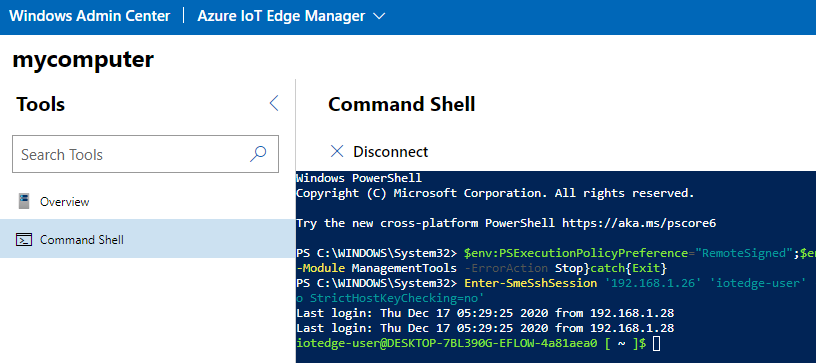 Windows Admin Center Azure IoT Edge Manager
mycomputer
Tools
Command Shell
Search Tools
Disconnect
Overview
Command Shell
Windows PowerShell
Copyright (C) Microsoft Corporation. All rights reserved.
Try the new cross-platform PowerShell https://aka.ms/pscore6
PS C:\WINDOWS\System32> $env:PSExecutionPolicyPreference="RemoteSigned";$en
-Module ManagementTools -ErrorAction Stop}catch{Exit}
PS C:\WINDOWS\System32> Enter-SmeSshSession '192.168.1.26' 'iotedge-user'
o StrictHostKeyChecking=no'
Last login: Thu Dec 17 05:29:25 2020 from 192.168.1.28
Last login: Thu Dec 17 05:29:25 2020 from 192.168.1.28
iotedge-user@DESKTOP-7BL390G-EFLOW-4a81aea0 [ ~ ]$